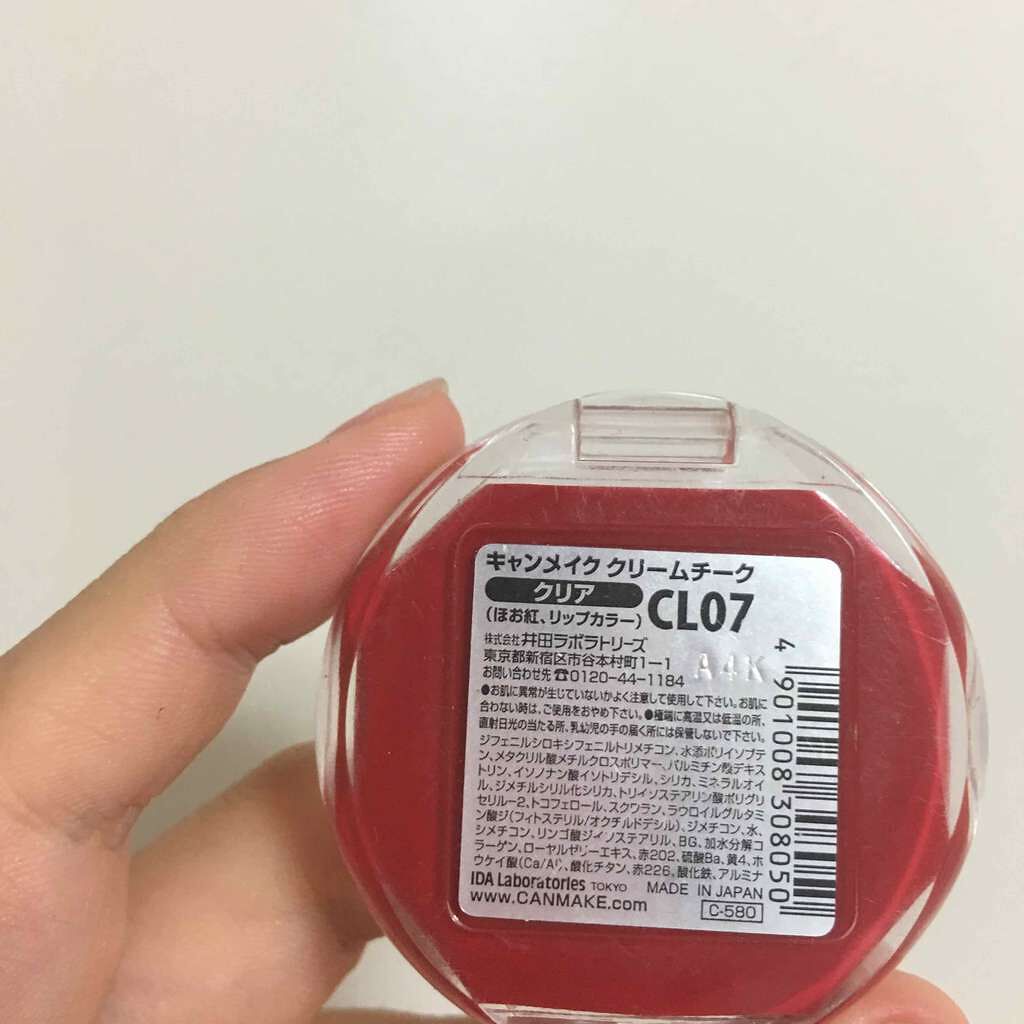 キャンメイク クリームチーク
クリア
(ほお紅、リップカラー) CL07
株式会社 井田ラボラトリーズ
東京都新宿区市谷本村町1-1
お問い合わせ先 ☎0120-44-1184
A4K
●お肌に異常が生じていないかよく注意して使用して下さい。お肌に
合わない時は、ご使用をおやめ下さい。●極端に高温又は低温の所、
直射日光の当たる所、乳幼児の手の届く所には保管しないで下さい。
ジフェニルシロキシフェニルトリメチコン、水添ポリイソブテ
ン、メタクリル酸メチルクロスポリマー、パルミチン酸デキス
トリン、イソノナン酸イソトリデシル、シリカ、ミネラルオイ
ル、ジメチルシリル化シリカ、トリイソステアリン酸ポリグリ
セリル-2、トコフェロール、スクワラン、ラウロイルグルタミ
ン酸ジ(フィトステリル/オクチルドデシル)、ジメチコン、水、
シメチコン、リンゴ酸ジイソステアリル、BG、加水分解コ
ラーゲン、ローヤルゼリーエキス、赤202、硫酸Ba、黄4、ホ
ウケイ酸(Ca/Al)、酸化チタン、赤226、酸化鉄、アルミナ
IDA Laboratories TOKYO MADE IN JAPAN
www.CANMAKE.com C-580
4 901008 308050